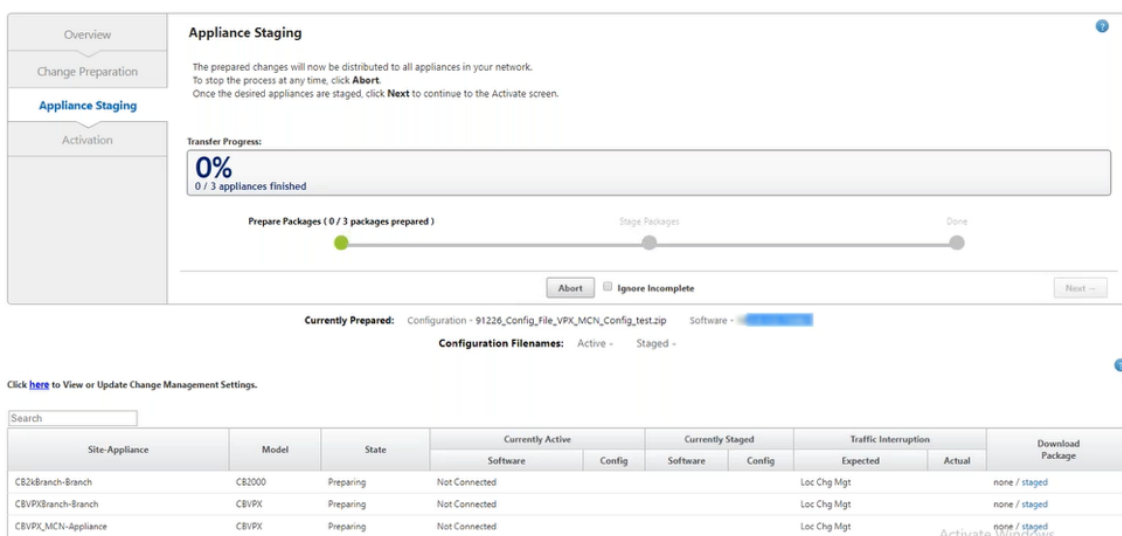 Overview
Change Preparation
Appliance Staging
Activation
Appliance Staging
?
The prepared changes will now be distributed to all appliances in your network.
To stop the process at any time, click Abort.
Once the desired appliances are staged, click Next to continue to the Activate screen.
Transfer Progress:
0%
0 / 3 appliances finished
Prepare Packages ( 0 / 3 packages prepared ) Stage Packages Done
Abort Ignore Incomplete Next
Currently Prepared: Configuration - 91226_Config_File_VPX_MCN_Config_test.zip Software -
Configuration Filenames: Active - Staged -
?
Click here to View or Update Change Management Settings.
Search
Site-Appliance Model State Currently Active Currently Staged Traffic Interruption Download Package
Software Config Software Config Expected Actual
CB2kBranch-Branch CB2000 Preparing Not Connected Loc Chg Mgt none / staged
CBVPXBranch-Branch CBVPX Preparing Not Connected Loc Chg Mgt none / staged
CBVPX_MCN-Appliance CBVPX Preparing Not Connected Loc Chg Mgt none / staged
Activate Windows